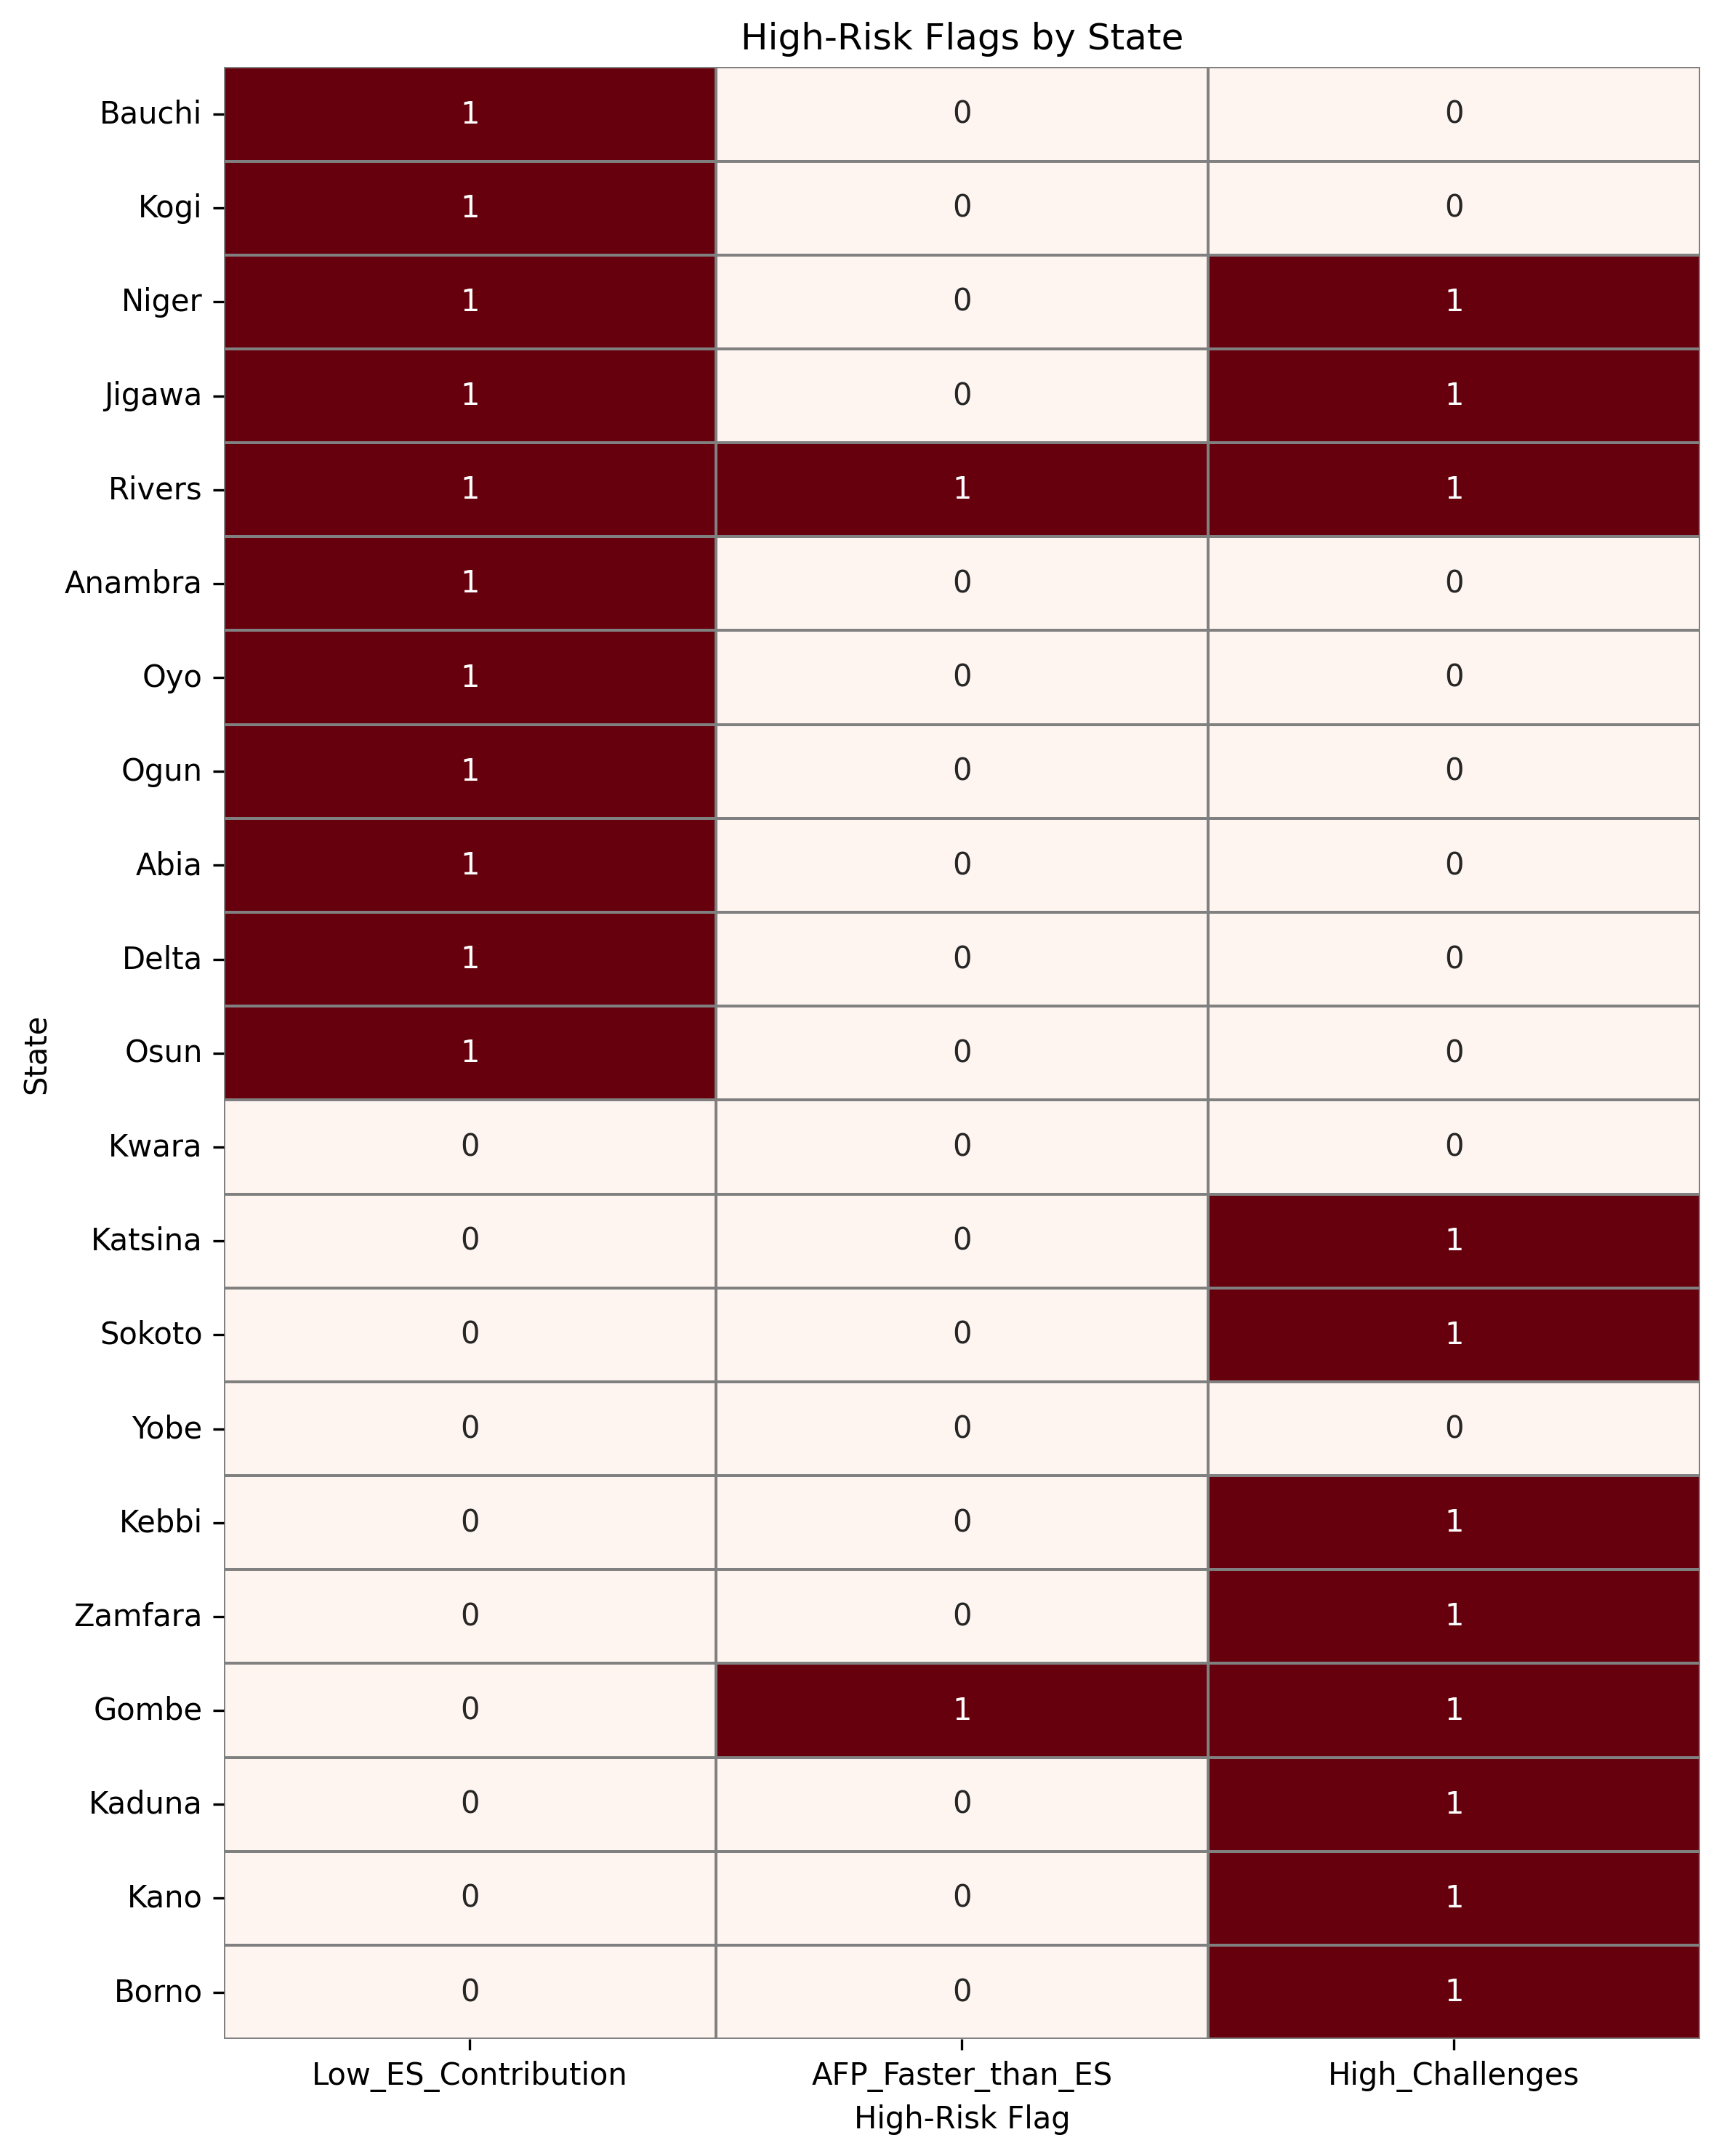 High-Risk Flags by State
Bauchi 1 0 0
Kogi 1 0 0
Niger 1 0 1
Jigawa 1 0 1
Rivers 1 1 1
Anambra 1 0 0
Oyo 1 0 0
Ogun 1 0 0
Abia 1 0 0
Delta 1 0 0
Osun 1 0 0
State
Kwara 0 0 0
Katsina 0 0 1
Sokoto 0 0 1
Yobe 0 0 0
Kebbi 0 0 1
Zamfara 0 0 1
Gombe 0 1 1
Kaduna 0 0 1
Kano 0 0 1
Borno 0 0 1
Low_ES_Contribution AFP_Faster_than_ES High_Challenges
High-Risk Flag